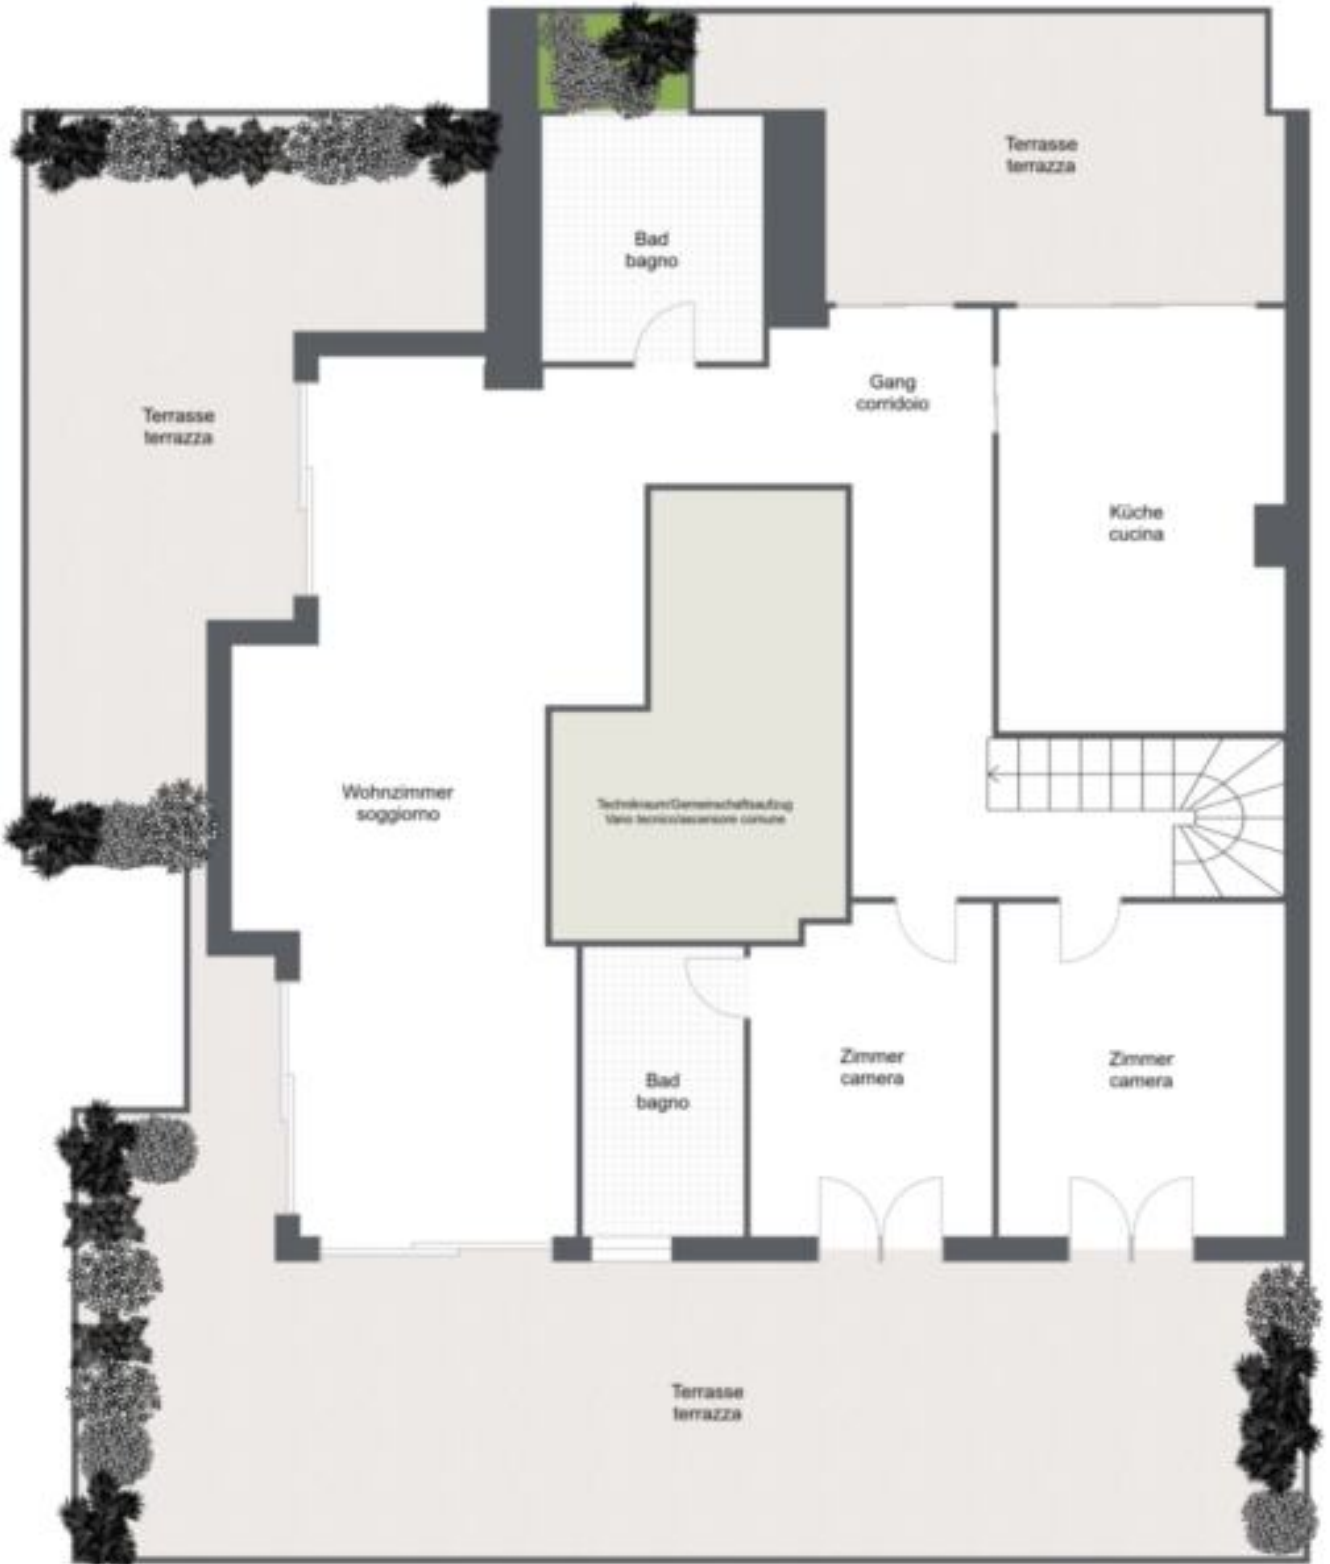 Terrasse
terrazza
Bad
bagno
Gang
corridoio
Terrasse
terrazza
Küche
cucina
Wohnzimmer
soggiorno
Technikraum/Gemeinschaftsaufzug
Vano tecnico/ascensore comune
Zimmer
camera
Zimmer
camera
Bad
bagno
Terrasse
terrazza